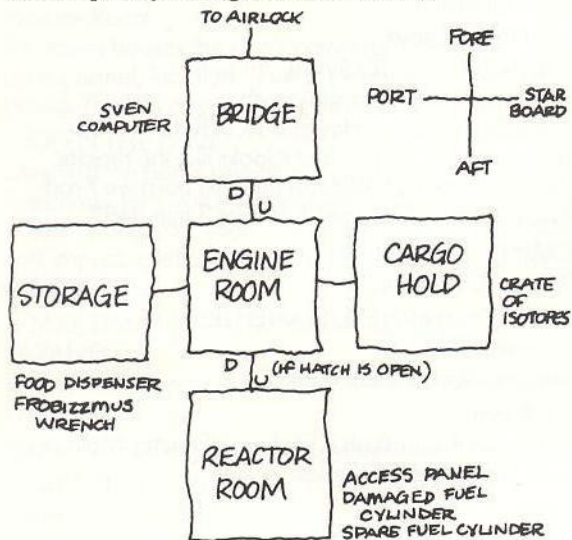 TO AIRLOCK
FORE
PORT
STAR
BOARD
AFT
SVEN
COMPUTER
BRIDGE
D
U
STORAGE
ENGINE
ROOM
CARGO
HOLD
CRATE
OF
ISOTOPES
D
U
(IF HATCH IS OPEN)
FOOD DISPENSER
FROBIZZMUS
WRENCH
REACTOR
ROOM
ACCESS PANEL
DAMAGED FUEL
CYLINDER
SPARE FUEL CYLINDER